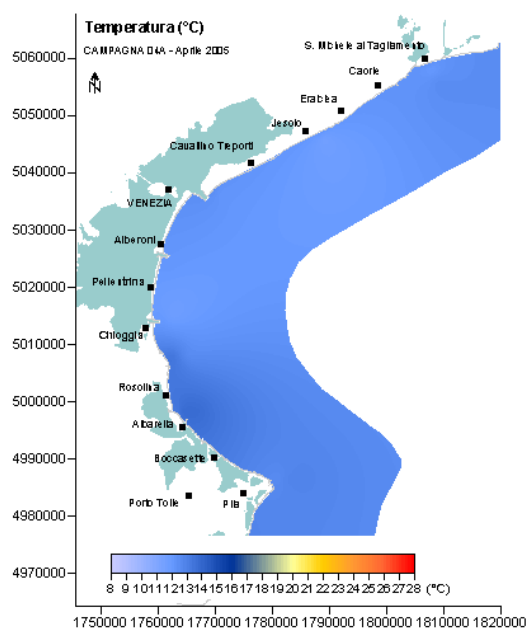 Temperatura (°C)
CAMPAGNA 04A - Aprile 2005
N
S. Michele al Tagliamento
Caorle
Eraclea
Jesolo
Cavallino Treporti
VENEZIA
Alberoni
Pellestrina
Chioggia
Rosolina
Albarella
Boccasette
Porto Tolle
Pila
5060000
5050000
5040000
5030000
5020000
5010000
5000000
4990000
4980000
4970000
8 9 10 11 12 13 14 15 16 17 18 19 20 21 22 23 24 25 26 27 28 (°C)
1750000 1760000 1770000 1780000 1790000 1800000 1810000 1820000